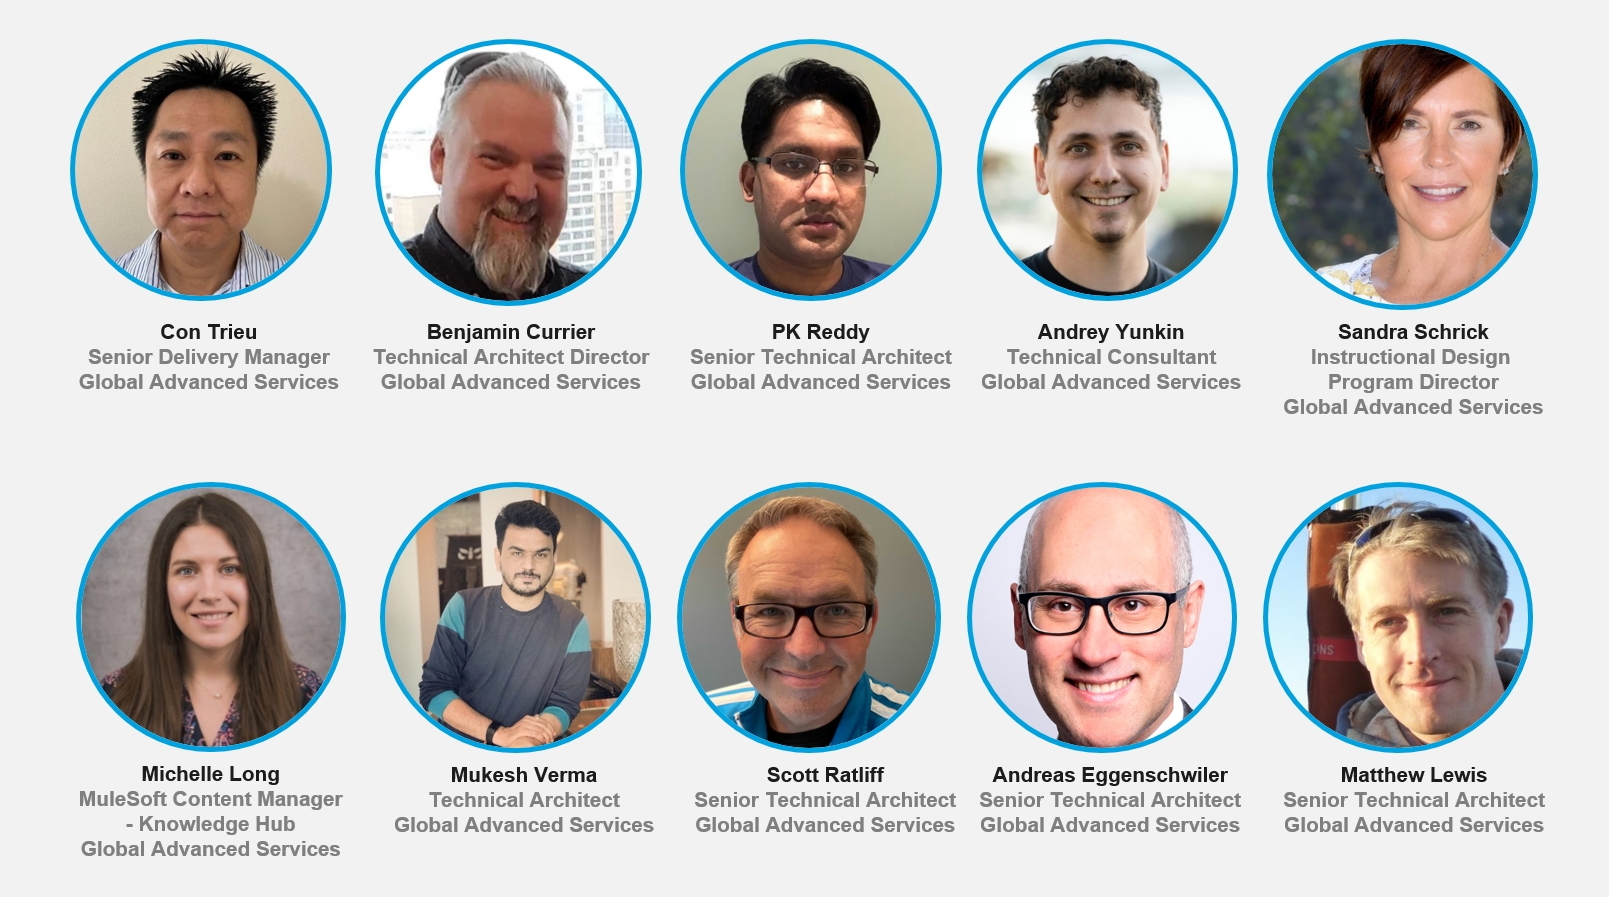 Con Trieu
Senior Delivery Manager
Global Advanced Services
Benjamin Currier
Technical Architect Director
Global Advanced Services
PK Reddy
Senior Technical Architect
Global Advanced Services
Andrey Yunkin
Technical Consultant
Global Advanced Services
Sandra Schrick
Instructional Design
Program Director
Global Advanced Services
Michelle Long
MuleSoft Content Manager
- Knowledge Hub
Global Advanced Services
Mukesh Verma
Technical Architect
Global Advanced Services
Scott Ratliff
Senior Technical Architect
Global Advanced Services
Andreas Eggenschwiler
Senior Technical Architect
Global Advanced Services
ONS
Matthew Lewis
Senior Technical Architect
Global Advanced Services